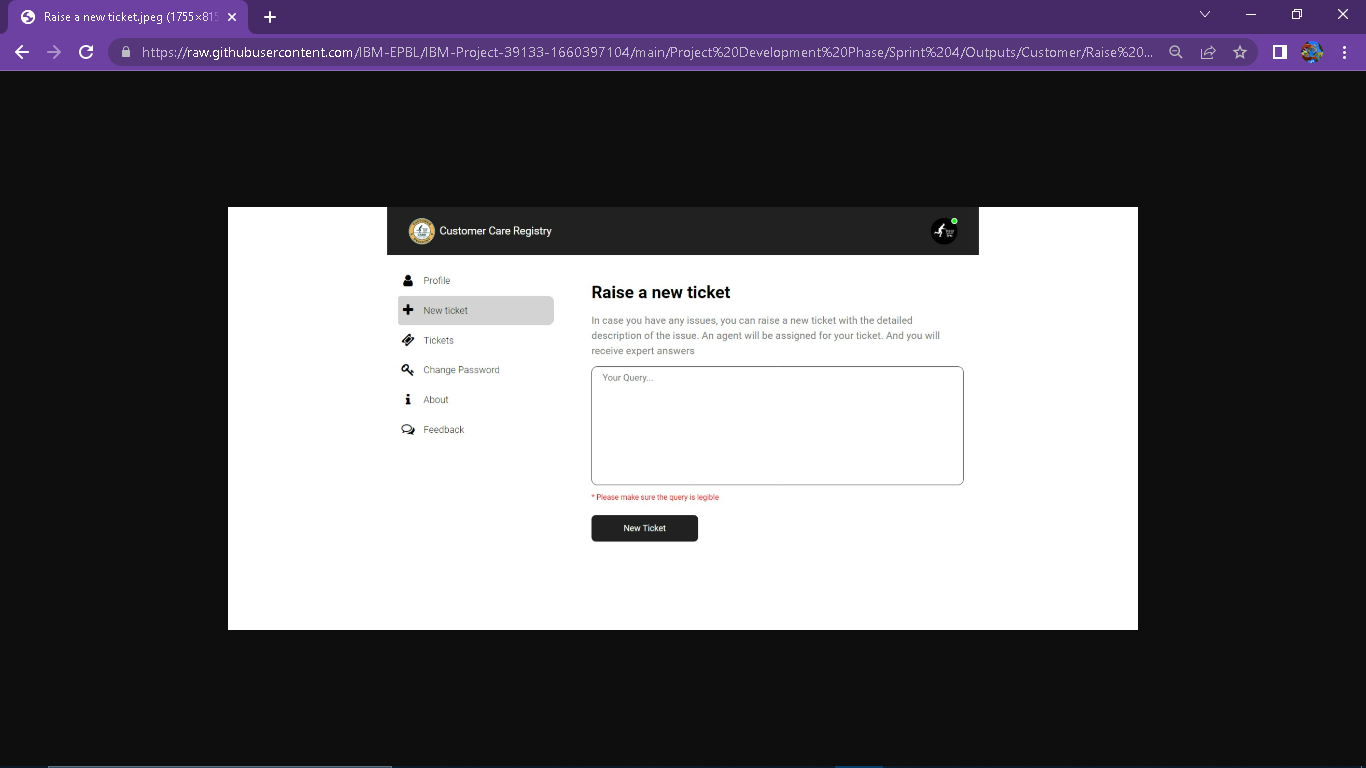 Raise a new ticket.jpeg (1755×815
https://raw.githubusercontent.com/IBM-EPBL/IBM-Project-39133-1660397104/main/Project%20Development%20Phase/Sprint%204/Outputs/Customer/Raise%20...
Customer Care Registry
Profile
New ticket
Tickets
Change Password
About
Feedback
Raise a new ticket
In case you have any issues, you can raise a new ticket with the detailed
description of the issue. An agent will be assigned for your ticket. And you will
receive expert answers
Your Query...
* Please make sure the query is legible
New Ticket